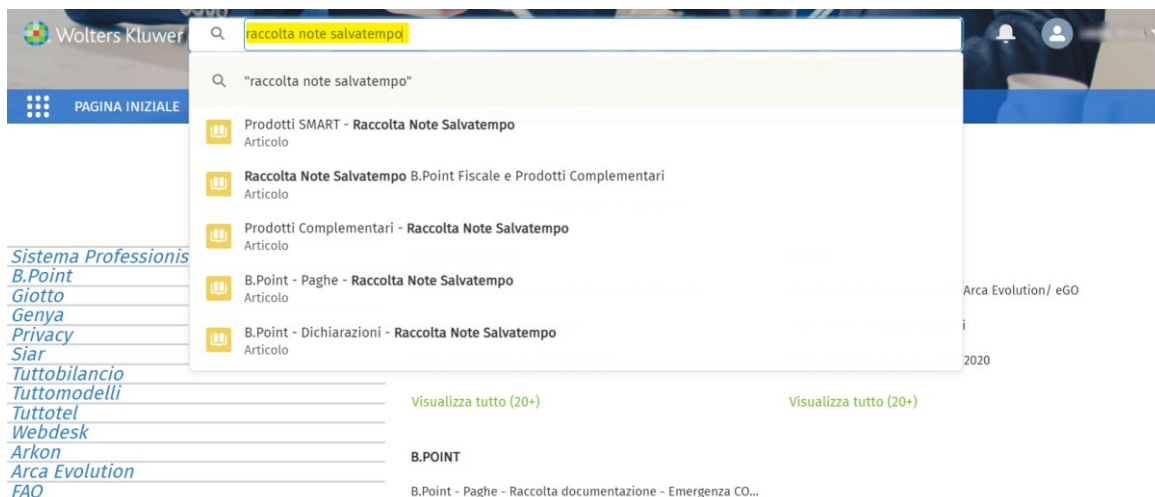 Wolters Kluwer
raccolta note salvatempo
"raccolta note salvatempo"
PAGINA INIZIALE
Prodotti SMART - Raccolta Note Salvatempo
Articolo
Raccolta Note Salvatempo B.Point Fiscale e Prodotti Complementari
Articolo
Prodotti Complementari - Raccolta Note Salvatempo
Articolo
B.Point - Paghe - Raccolta Note Salvatempo
Articolo
B.Point - Dichiarazioni - Raccolta Note Salvatempo
Articolo
Sistema Professionis
B.Point
Giotto
Genya
Privacy
Siar
Tuttobilancio
Tuttomodelli
Tuttotel
Webdesk
Arkon
Arca Evolution
FAQ
Arca Evolution/ eGO
i
2020
Visualizza tutto (20+)
Visualizza tutto (20+)
B.POINT
B.Point - Paghe - Raccolta documentazione - Emergenza CO...